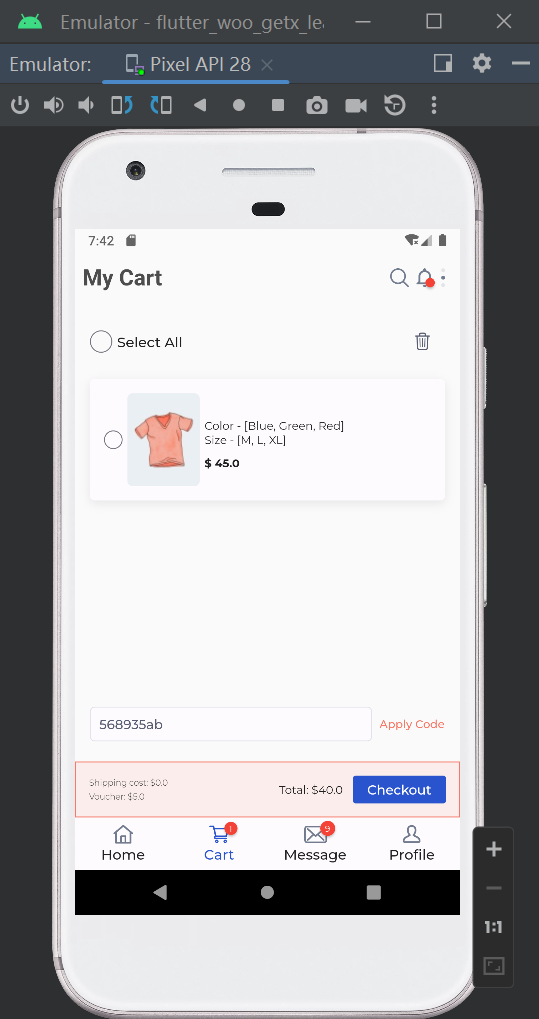 Emulator - flutter_woo_getx_lea
Emulator:
Pixel API 28
7:42
My Cart
Select All
Color - [Blue, Green, Red]
Size - [M, L, XL]
$ 45.0
568935ab
Apply Code
Shipping cost: $0.0
Voucher: $5.0
Total: $40.0
Checkout
1
9
Home
Cart
Message
Profile
1:1